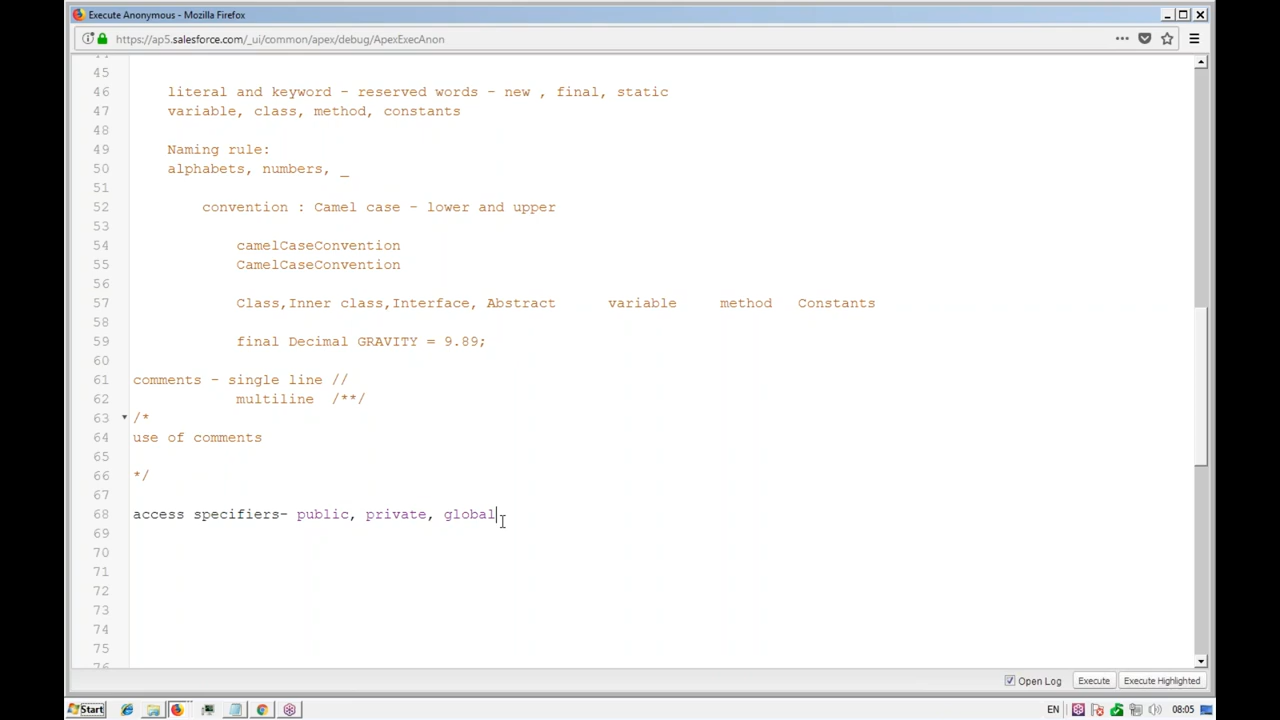 Execute Anonymous - Mozilla Firefox
https://ap5.salesforce.com/_ui/common/apex/debug/ApexExecAnon
45
46 literal and keyword - reserved words - new , final, static
47 variable, class, method, constants
48
49 Naming rule:
50 alphabets, numbers, _
51
52 convention : Camel case - lower and upper
53
54 camelCaseConvention
55 CamelCaseConvention
56
57 Class,Inner class,Interface, Abstract variable method Constants
58
59 final Decimal GRAVITY = 9.89;
60
61 comments - single line //
62 multiline /**/
63 /*
64 use of comments
65
66 */
67
68 access specifiers- public, private, global
69
70
71
72
73
74
75
Open Log Execute Execute Highlighted
Start EN 08:05